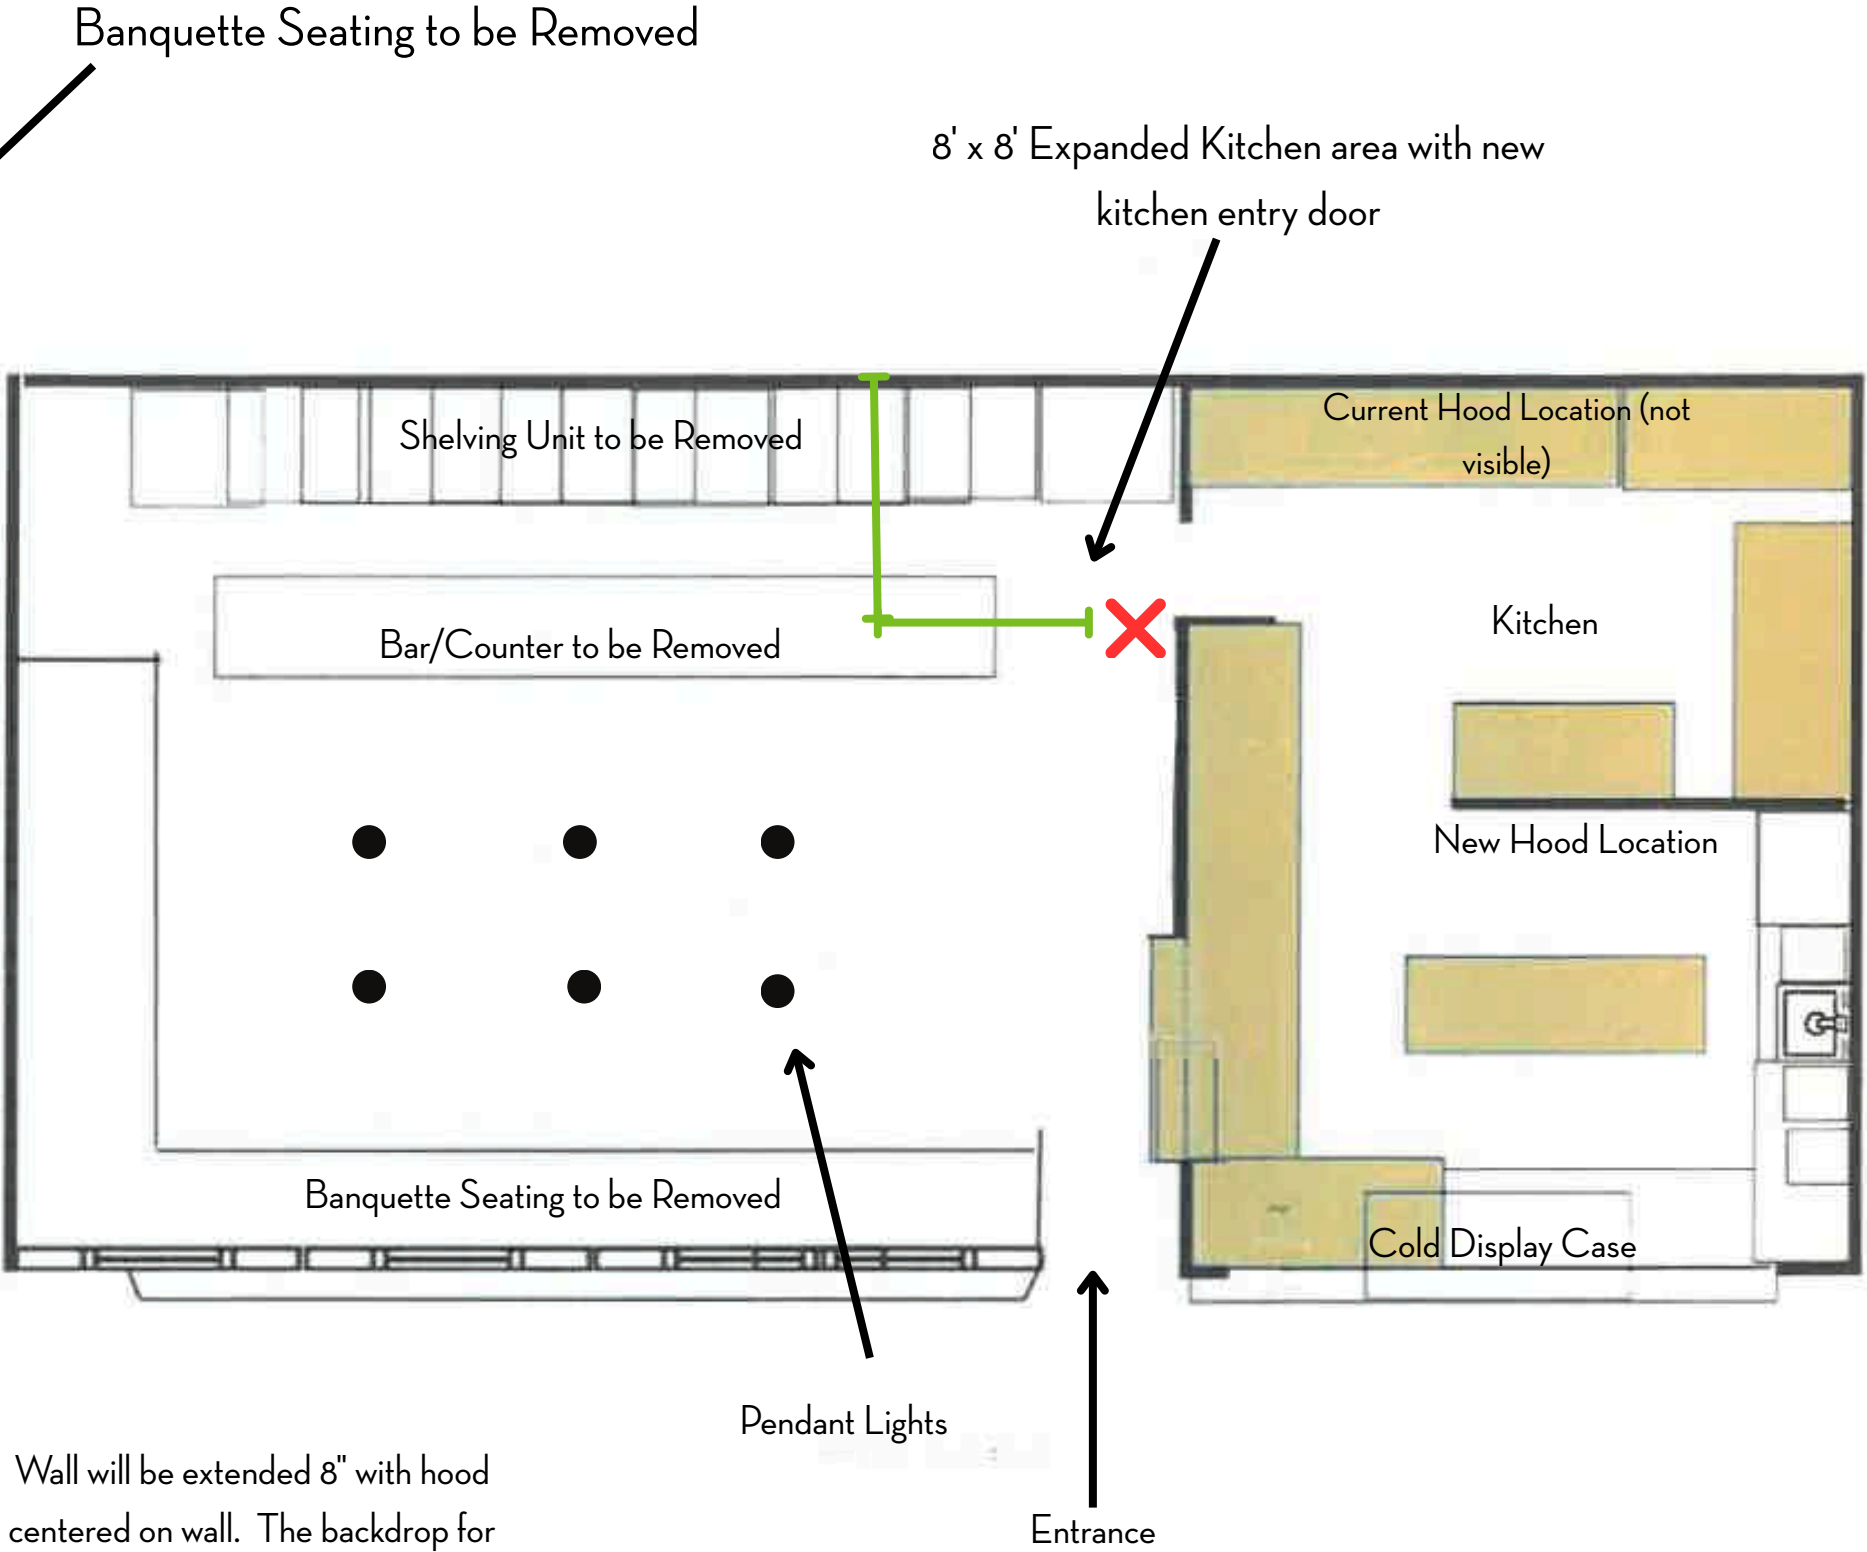 Banquette Seating to be Removed
8' x 8' Expanded Kitchen area with new
kitchen entry door
Current Hood Location (not
visible)
Shelving Unit to be Removed
Kitchen
Bar/Counter to be Removed
New Hood Location
Banquette Seating to be Removed
Cold Display Case
Pendant Lights
Wall will be extended 8" with hood
centered on wall.  The backdrop for
Entrance